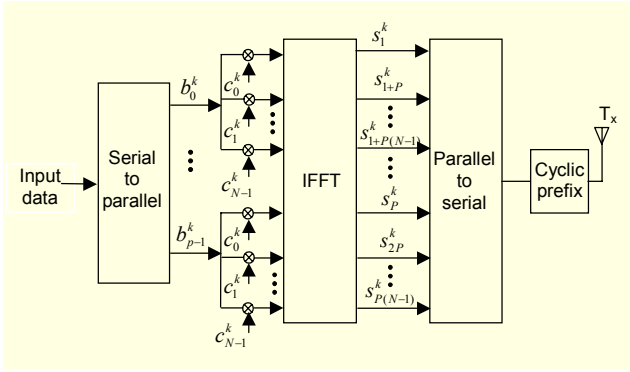 Input
data
Serial
to
parallel
b_0^k
b_{p-1}^k
c_0^k
c_1^k
c_{N-1}^k
c_0^k
c_1^k
c_{N-1}^k
IFFT
s_1^k
s_{1+P}^k
s_{1+P(N-1)}^k
s_P^k
s_{2P}^k
s_{P(N-1)}^k
Parallel
to
serial
Cyclic
prefix
T_x